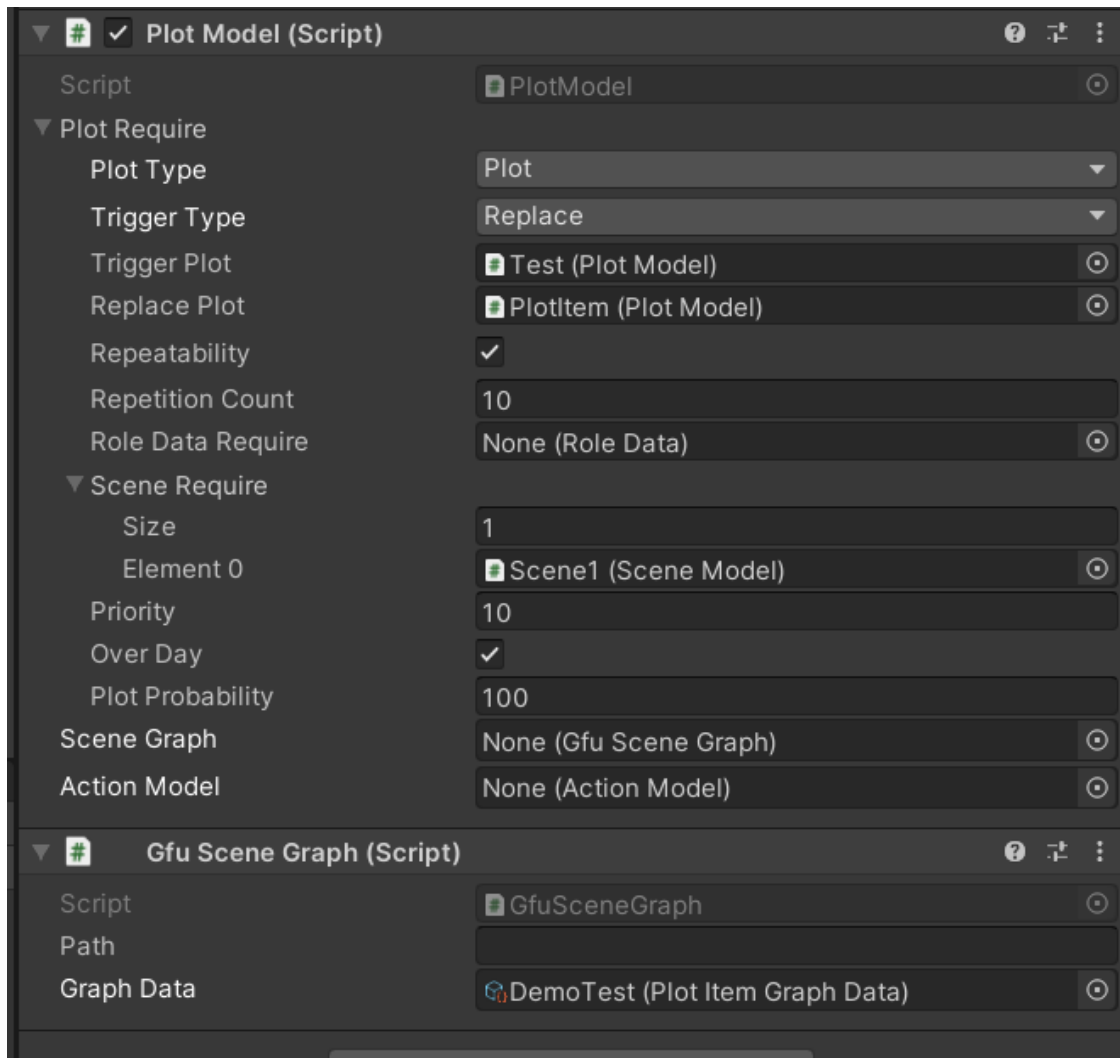 Plot Model (Script)
Script PlotModel
Plot Require
Plot Type Plot
Trigger Type Replace
Trigger Plot Test (Plot Model)
Replace Plot PlotItem (Plot Model)
Repeatability
Repetition Count 10
Role Data Require None (Role Data)
Scene Require
Size 1
Element 0 Scene1 (Scene Model)
Priority 10
Over Day
Plot Probability 100
Scene Graph None (Gfu Scene Graph)
Action Model None (Action Model)
Gfu Scene Graph (Script)
Script GfuSceneGraph
Path
Graph Data DemoTest (Plot Item Graph Data)